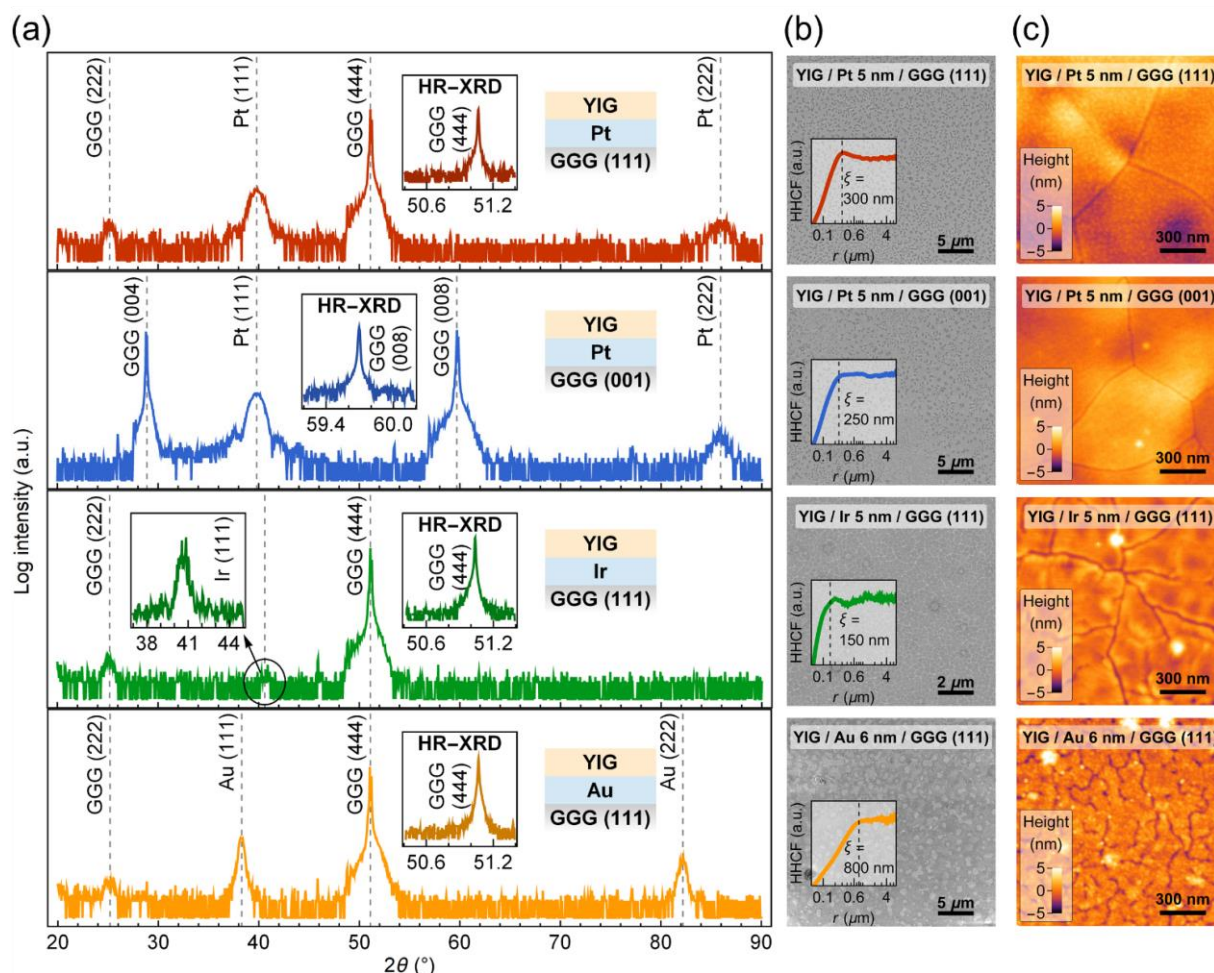 (a)
(b)
(c)
Log intensity (a.u.)
GGG (222)
Pt (111)
GGG (444)
HR–XRD
GGG
(444)
50.6 51.2
YIG
Pt
GGG (111)
Pt (222)
GGG (004)
Pt (111)
HR–XRD
GGG
(008)
59.4 60.0
GGG (008)
YIG
Pt
GGG (001)
Pt (222)
GGG (222)
Ir (111)
38 41 44
GGG (444)
HR–XRD
GGG
(444)
50.6 51.2
YIG
Ir
GGG (111)
GGG (222)
Au (111)
GGG (444)
HR–XRD
GGG
(444)
50.6 51.2
YIG
Au
GGG (111)
Au (222)
20 30 40 50 60 70 80 90
2θ (°)
YIG / Pt 5 nm / GGG (111)
HHCF (a.u.)
ξ =
300 nm
0.1 0.6 4
r (µm)
5 µm
YIG / Pt 5 nm / GGG (001)
HHCF (a.u.)
ξ =
250 nm
0.1 0.6 4
r (µm)
5 µm
YIG / Ir 5 nm / GGG (111)
HHCF (a.u.)
ξ =
150 nm
0.1 0.6 4
r (µm)
2 µm
YIG / Au 6 nm / GGG (111)
HHCF (a.u.)
ξ =
800 nm
0.1 0.6 4
r (µm)
5 µm
YIG / Pt 5 nm / GGG (111)
Height
(nm)
5
0
−5
300 nm
YIG / Pt 5 nm / GGG (001)
Height
(nm)
5
0
−5
300 nm
YIG / Ir 5 nm / GGG (111)
Height
(nm)
5
0
−5
300 nm
YIG / Au 6 nm / GGG (111)
Height
(nm)
5
0
−5
300 nm